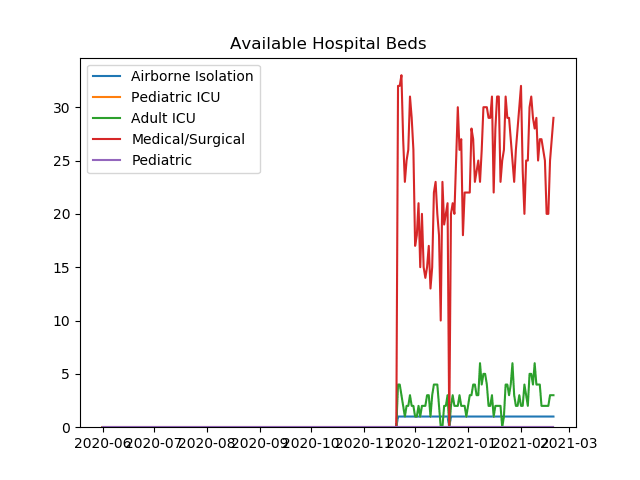 Available Hospital Beds
Airborne Isolation
Pediatric ICU
Adult ICU
Medical/Surgical
Pediatric
30
25
20
15
10
5
0
2020-06 2020-07 2020-08 2020-09 2020-10 2020-11 2020-12 2021-01 2021-02 2021-03